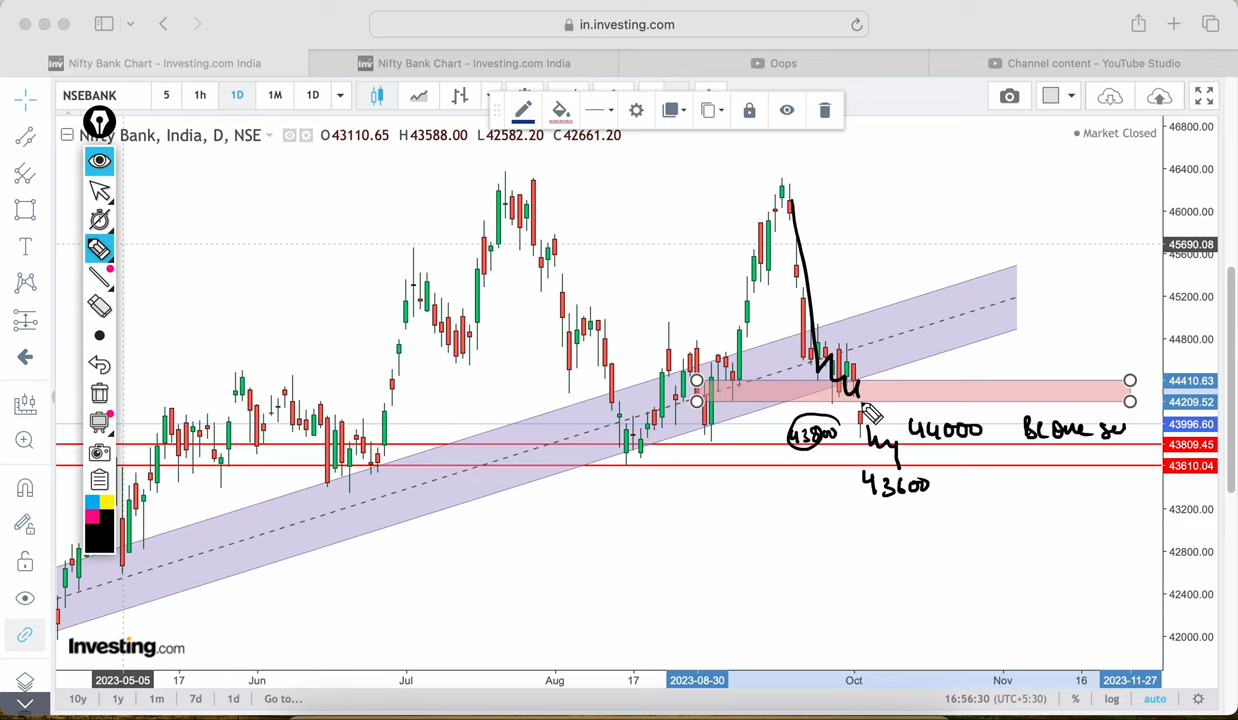 in.investing.com
Nifty Bank Chart - Investing.com India
Nifty Bank Chart - Investing.com India
Oops
Channel content - YouTube Studio
NSEBANK 5 1h 1D 1M 1D
Nifty Bank, India, D, NSE O43110.65 H43588.00 L42582.20 C42661.20
Market Closed
46800.00
46400.00
46000.00
45690.08
45600.00
45200.00
44800.00
44410.63
44209.52
43996.60
43809.45
43610.04
43200.00
42800.00
42400.00
42000.00
43800
44000
43600
Investing.com
2023-05-05 17 Jun Jul Aug 17 2023-08-30 Oct Nov 16 2023-11-27
10y 1y 1m 7d 1d Go to... 16:56:30 (UTC+5:30) % log auto